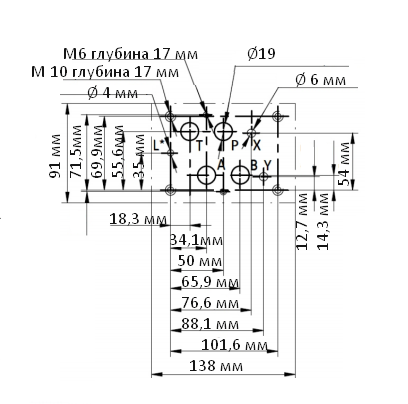 М6 глубина 17 мм
Ø19
М 10 глубина 17 мм
Ø 6 мм
Ø 4 мм
L*
T
P
X
A
B
Y
91 мм
71,5мм
69,9мм
55,6мм
35 мм
54 мм
12,7 мм
14,3 мм
18,3 мм
34,1мм
50 мм
65,9 мм
76,6 мм
88,1 мм
101,6 мм
138 мм